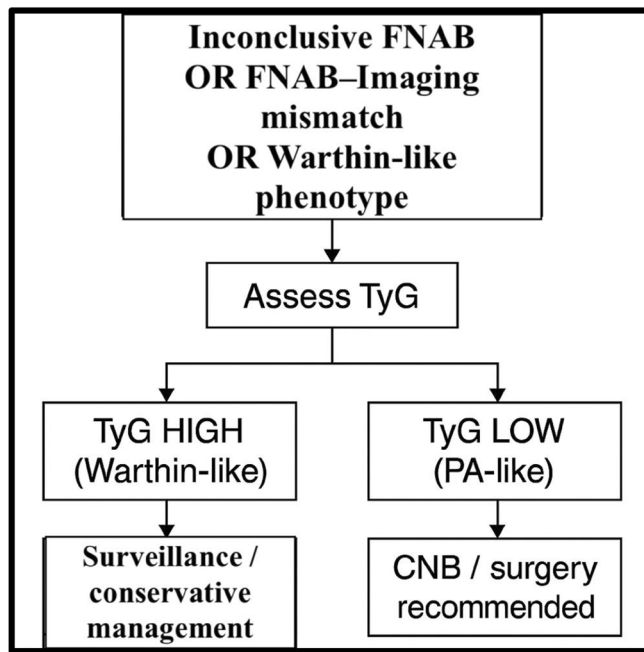 Inconclusive FNAB
OR FNAB–Imaging
mismatch
OR Warthin-like
phenotype
Assess TyG
TyG HIGH
(Warthin-like)
TyG LOW
(PA-like)
Surveillance /
conservative
management
CNB / surgery
recommended